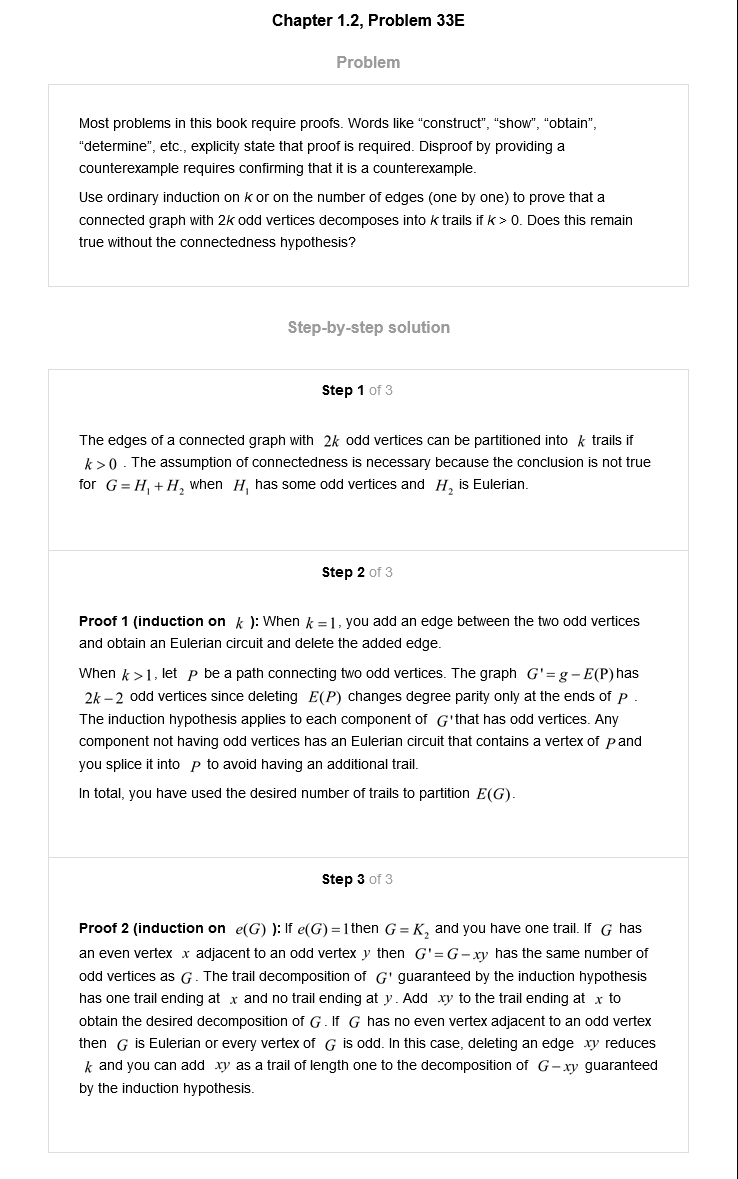 Chapter 1.2, Problem 33E
Problem
Most problems in this book require proofs. Words like “construct”, “show”, “obtain”,
“determine”, etc., explicity state that proof is required. Disproof by providing a
counterexample requires confirming that it is a counterexample.
Use ordinary induction on k or on the number of edges (one by one) to prove that a
connected graph with 2k odd vertices decomposes into k trails if k > 0. Does this remain
true without the connectedness hypothesis?
Step-by-step solution
Step 1 of 3
The edges of a connected graph with 2k odd vertices can be partitioned into k trails if
k > 0 . The assumption of connectedness is necessary because the conclusion is not true
for G = H₁ + H₂ when H₁ has some odd vertices and H₂ is Eulerian.
Step 2 of 3
Proof 1 (induction on k ): When k = 1, you add an edge between the two odd vertices
and obtain an Eulerian circuit and delete the added edge.
When k > 1, let P be a path connecting two odd vertices. The graph G' = g − E(P) has
2k − 2 odd vertices since deleting E(P) changes degree parity only at the ends of P .
The induction hypothesis applies to each component of G' that has odd vertices. Any
component not having odd vertices has an Eulerian circuit that contains a vertex of P and
you splice it into P to avoid having an additional trail.
In total, you have used the desired number of trails to partition E(G).
Step 3 of 3
Proof 2 (induction on e(G) ): If e(G) = 1 then G = K₂ and you have one trail. If G has
an even vertex x adjacent to an odd vertex y then G' = G − xy has the same number of
odd vertices as G. The trail decomposition of G' guaranteed by the induction hypothesis
has one trail ending at x and no trail ending at y. Add xy to the trail ending at x to
obtain the desired decomposition of G. If G has no even vertex adjacent to an odd vertex
then G is Eulerian or every vertex of G is odd. In this case, deleting an edge xy reduces
k and you can add xy as a trail of length one to the decomposition of G − xy guaranteed
by the induction hypothesis.